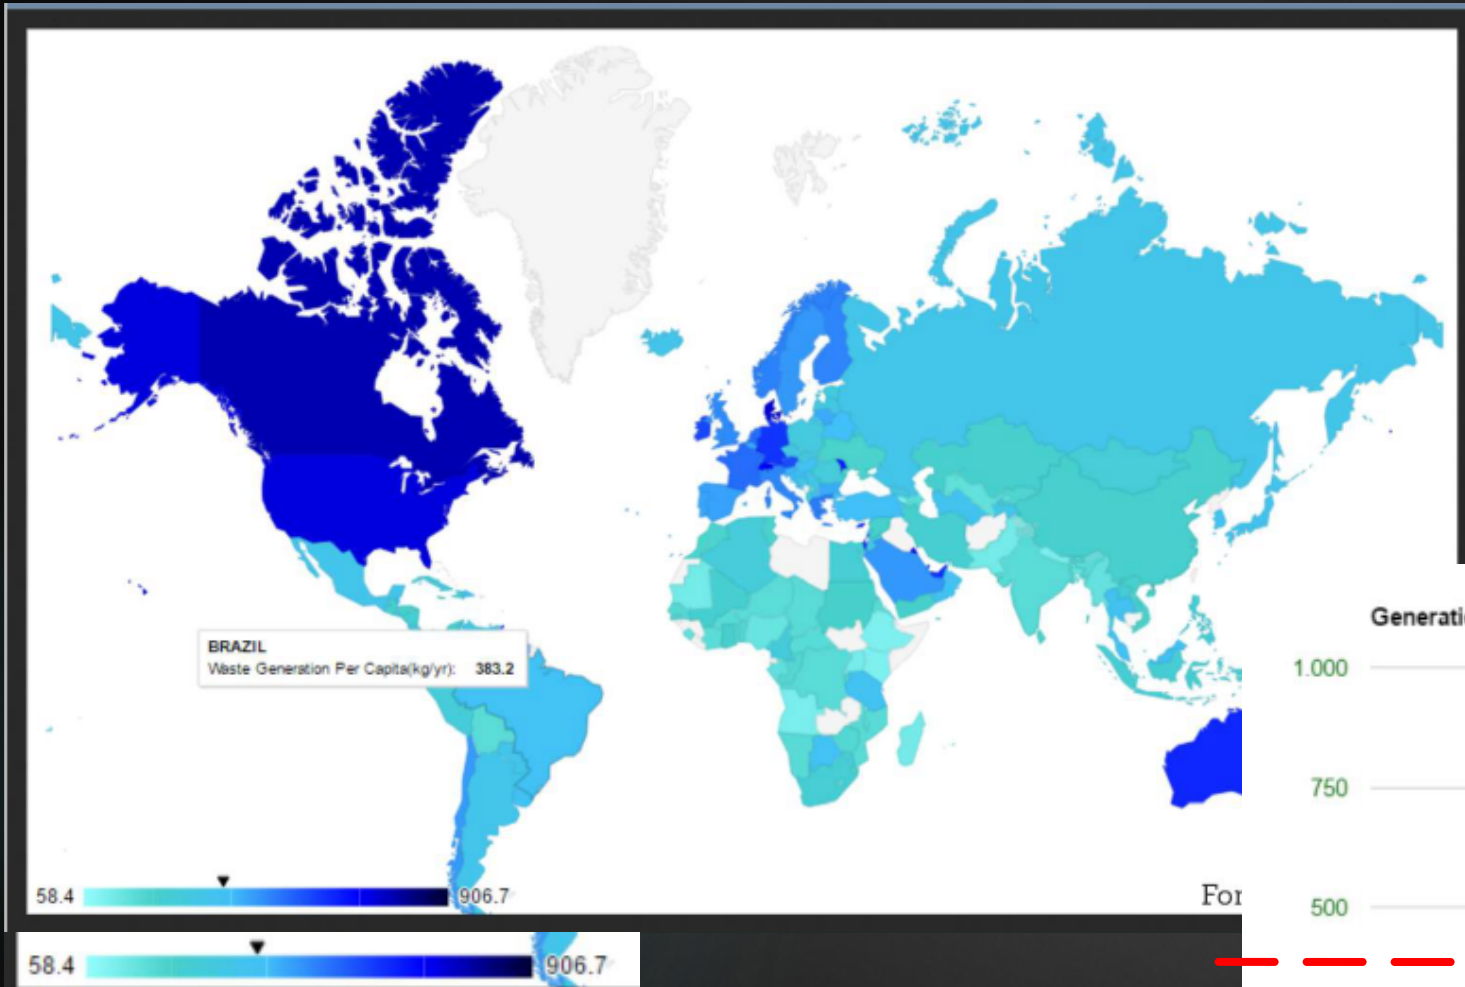 BRAZIL
Waste Generation Per Capita(kg/yr): 383.2
Generati
1.000
750
58.4
906.7
For
500
58.4
906.7